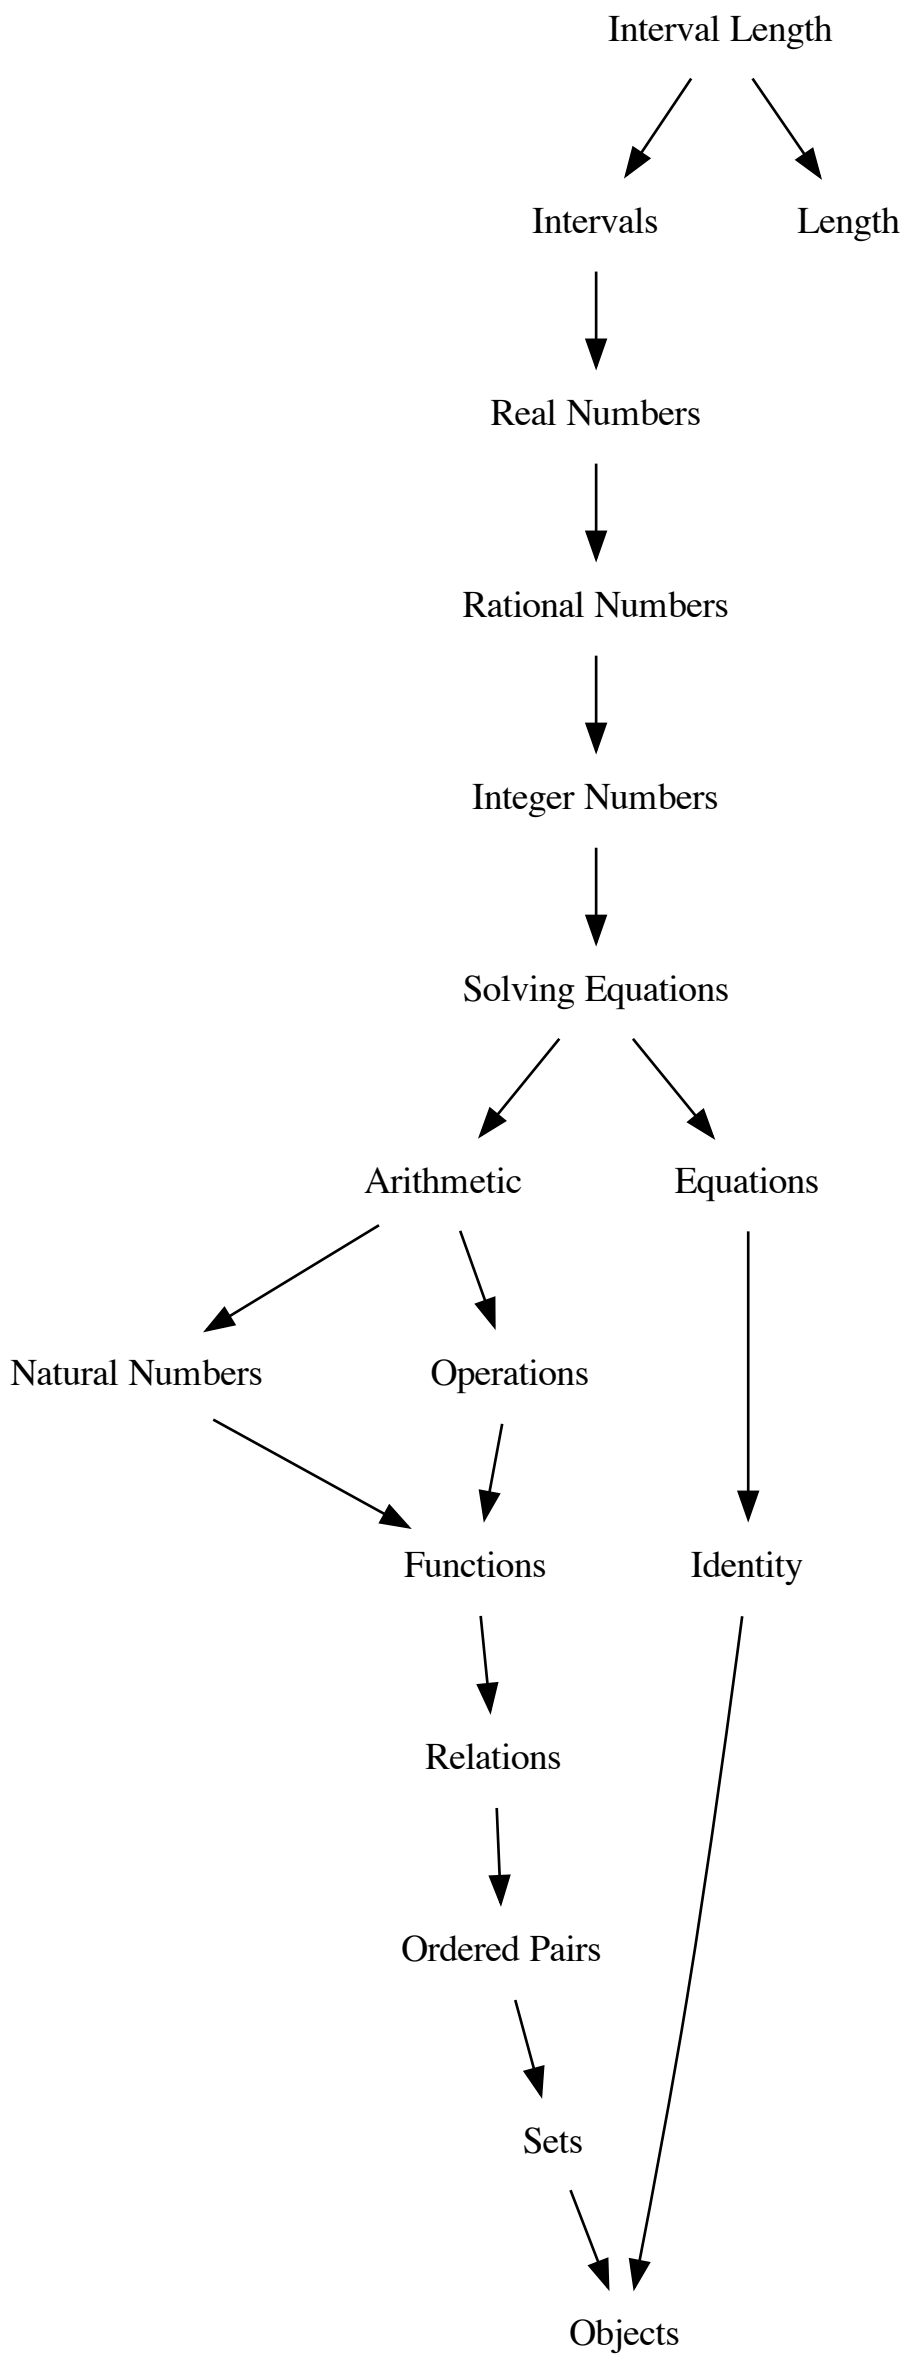 Interval Length
Intervals
Length
Real Numbers
Rational Numbers
Integer Numbers
Solving Equations
Arithmetic
Equations
Natural Numbers
Operations
Functions
Identity
Relations
Ordered Pairs
Sets
Objects